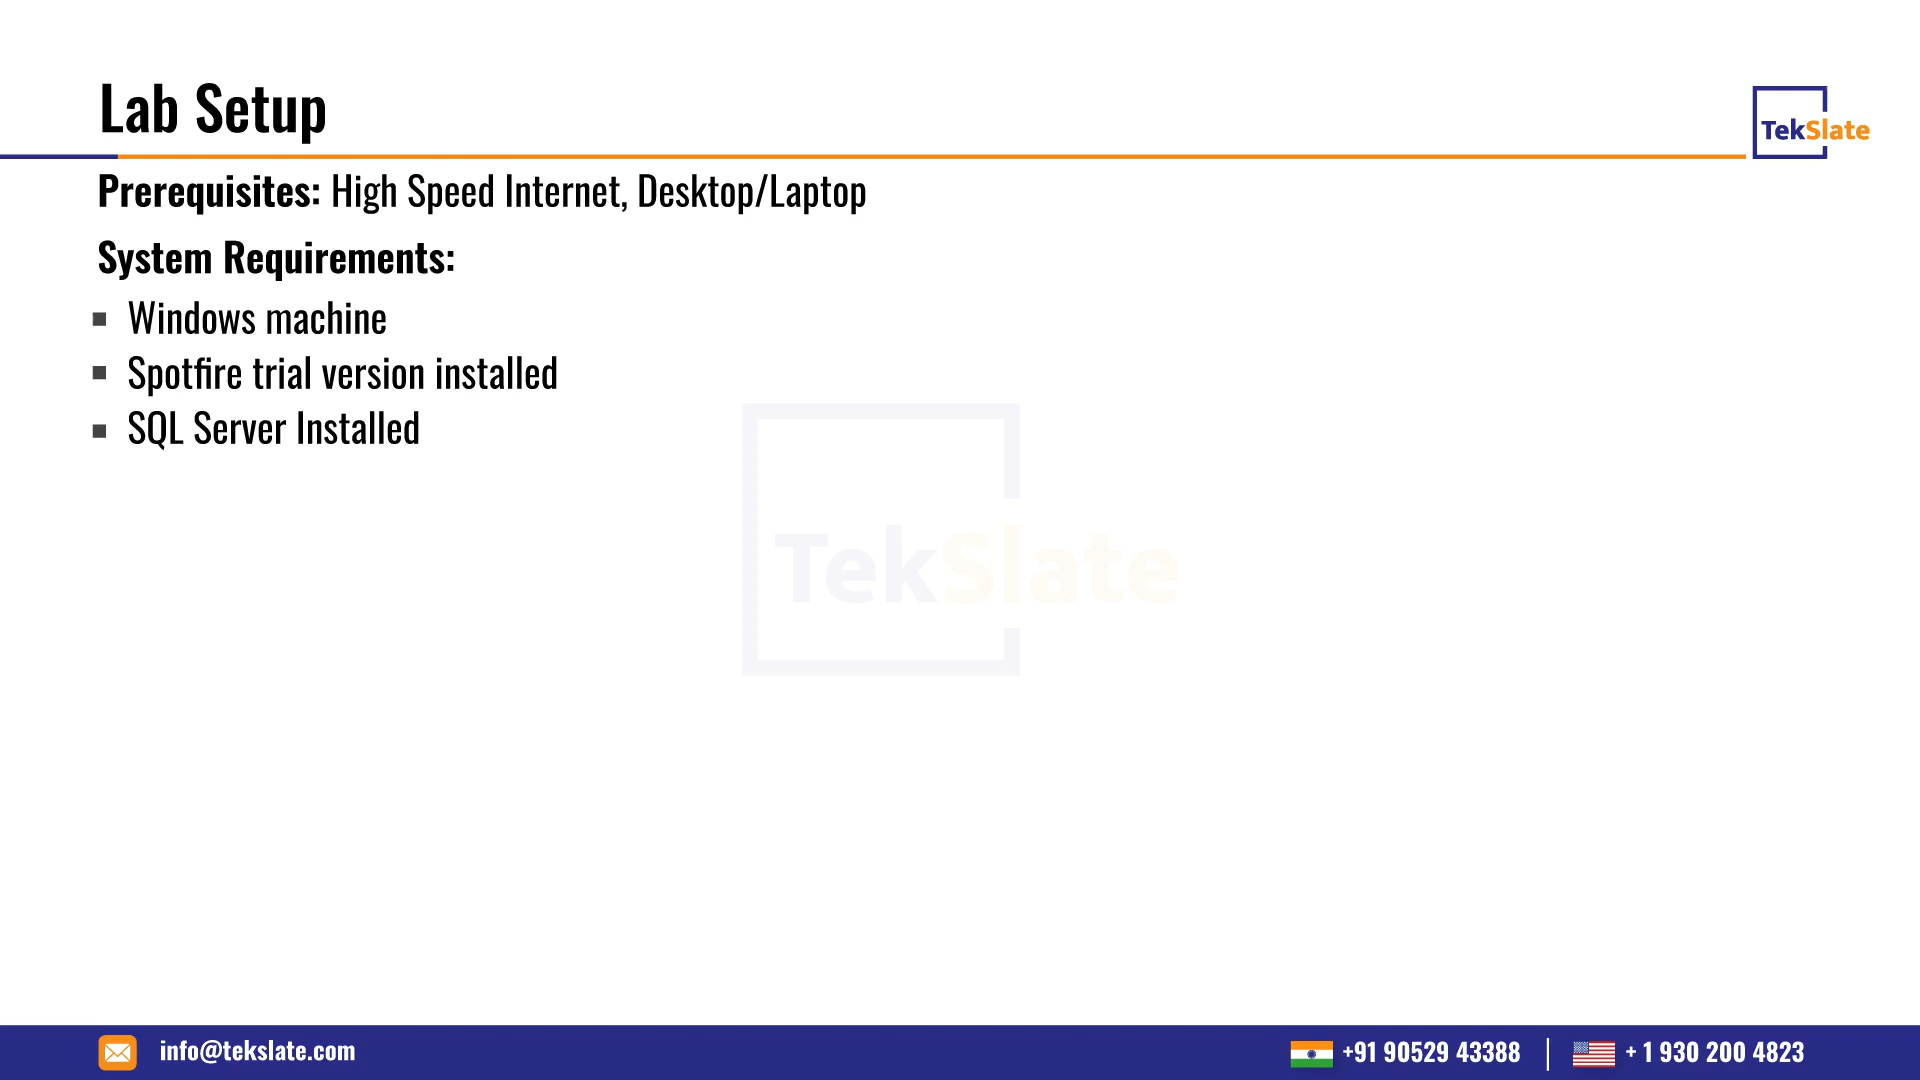 Lab Setup
TekSlate
Prerequisites: High Speed Internet, Desktop/Laptop
System Requirements:
▪ Windows machine
▪ Spotfire trial version installed
▪ SQL Server Installed
TekSlate
info@tekslate.com
+91 90529 43388 | + 1 930 200 4823